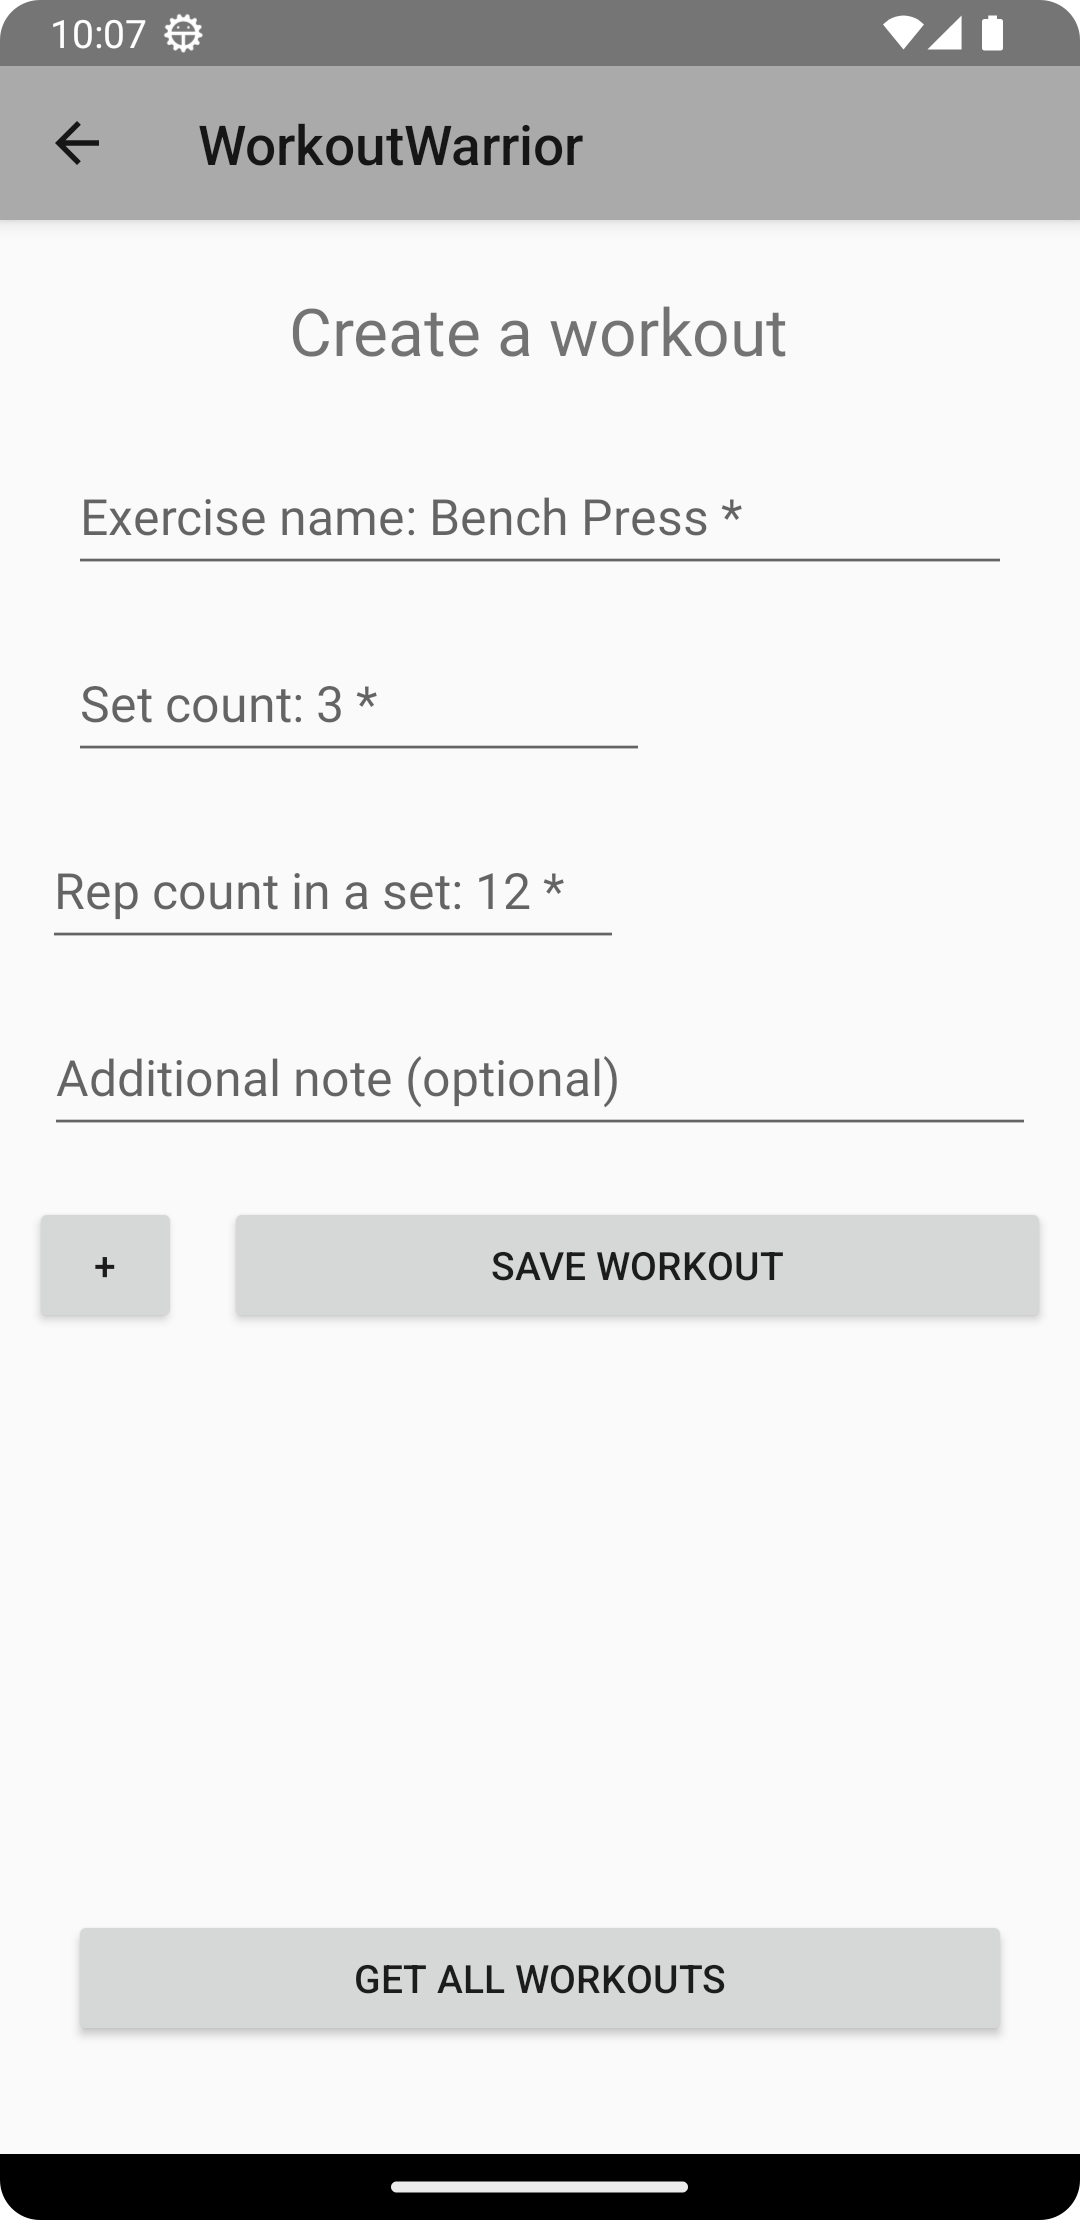 10:07
WorkoutWarrior
Create a workout
Exercise name: Bench Press *
Set count: 3 *
Rep count in a set: 12 *
Additional note (optional)
+
SAVE WORKOUT
GET ALL WORKOUTS